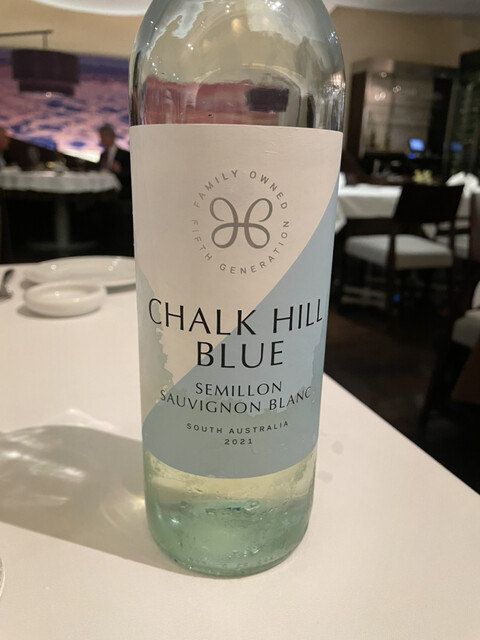 FAMILY OWNED
FIFTH GENERATION
CHALK HILL
BLUE
SEMILLON
SAUVIGNON BLANC
SOUTH AUSTRALIA
2021